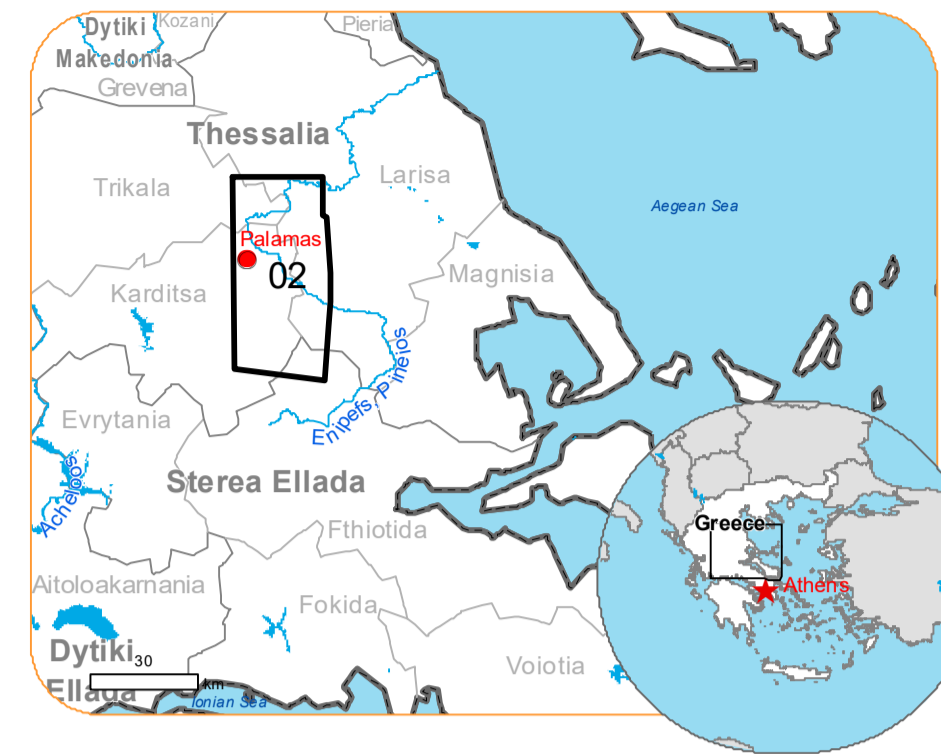 Kozani
Pieria
Dytiki
Makedonia
Grevena
Thessalia
Trikala
Larisa
Aegean Sea
Palamas
02
Magnisia
Karditsa
Enipefs, Pineios
Evrytania
Acheloos
Sterea Ellada
Greece
Fthiotida
Athens
Aitoloakarnania
Fokida
Dytiki
Ellada
30
km
Voiotia
Ionian Sea